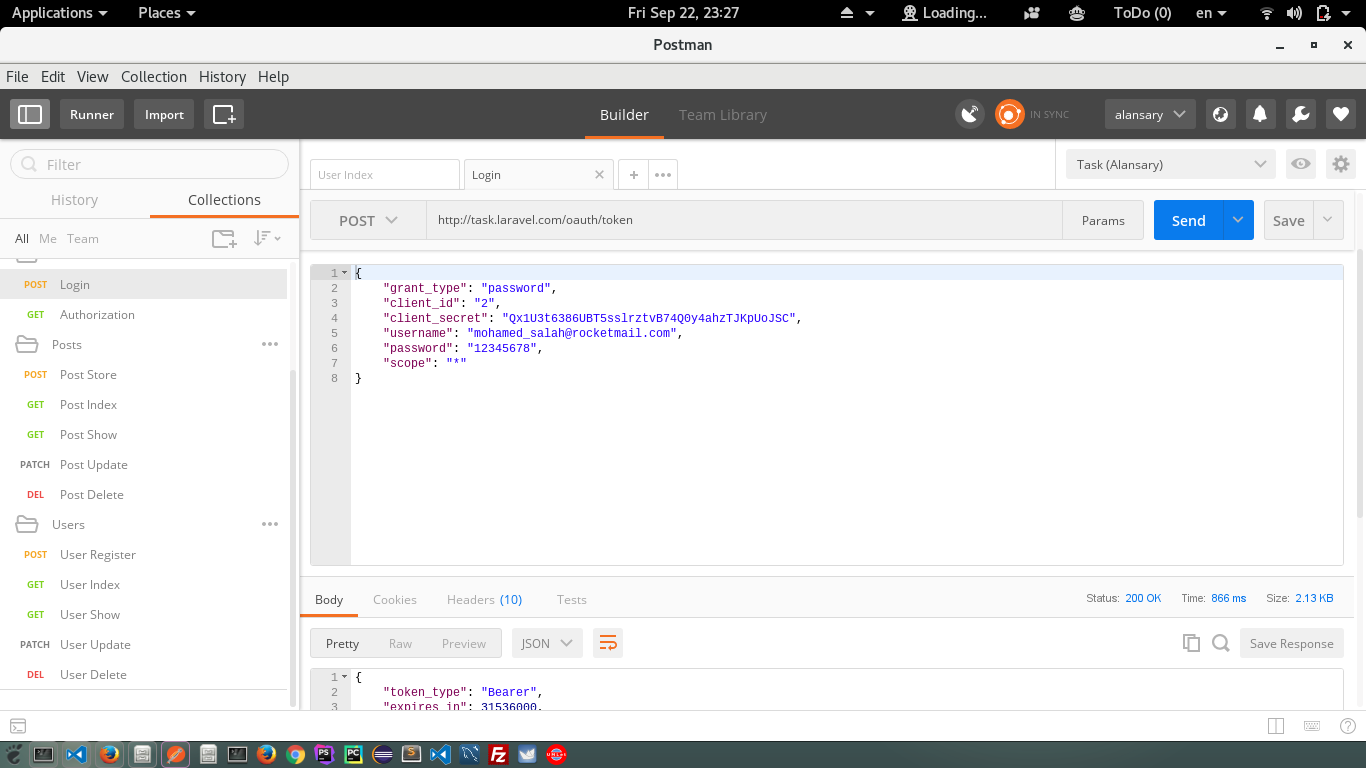 Applications Places Fri Sep 22, 23:27 Loading... ToDo (0) en
Postman
File Edit View Collection History Help
Runner Import Builder Team Library IN SYNC alansary
Filter
History Collections
All Me Team
User Index Login + ••• Task (Alansary)
POST http://task.laravel.com/oauth/token Params Send Save
POST Login
GET Authorization
Posts •••
POST Post Store
GET Post Index
GET Post Show
PATCH Post Update
DEL Post Delete
Users •••
POST User Register
GET User Index
GET User Show
PATCH User Update
DEL User Delete
1 {
2 "grant_type": "password",
3 "client_id": "2",
4 "client_secret": "Qx1U3t6386UBT5sslrztvB74Q0y4ahzTJKpUoJSC",
5 "username": "mohamed_salah@rocketmail.com",
6 "password": "12345678",
7 "scope": "*"
8 }
Body Cookies Headers (10) Tests Status: 200 OK Time: 866 ms Size: 2.13 KB
Pretty Raw Preview JSON Save Response
1 {
2 "token_type": "Bearer",
3 "expires_in": 31536000,